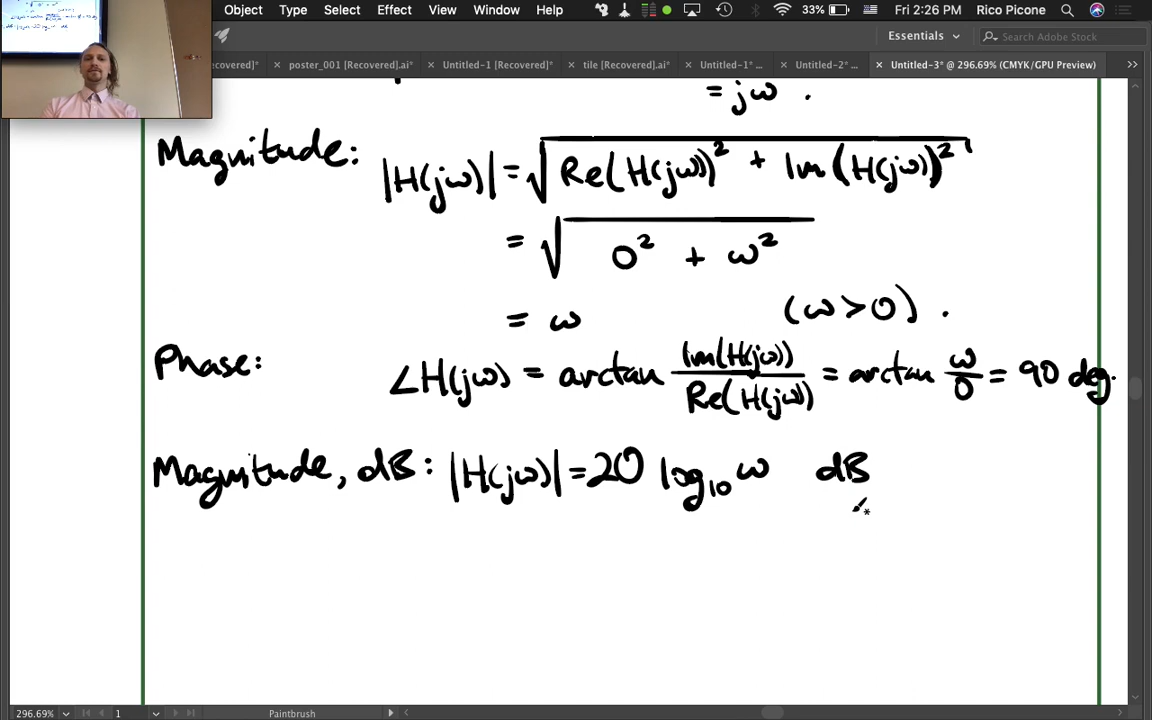 Object Type Select Effect View Window Help 33% Fri 2:26 PM Rico Picone
Essentials Search Adobe Stock
ecovered]* × poster_001 [Recovered].ai* × Untitled-1 [Recovered]* × tile [Recovered].ai* × Untitled-1* ... × Untitled-2* ... × Untitled-3* @ 296.69% (CMYK/GPU Preview) >>
= jω .
Magnitude: |H(jω)| = √(Re(H(jω))² + Im(H(jω))²)
= √(0² + ω²)
= ω (ω>0) .
Phase: ∠H(jω) = arctan Im(H(jω))/Re(H(jω)) = arctan ω/0 = 90 deg.
Magnitude, dB: |H(jω)| = 20 log₁₀ ω dB
296.69% 1 Paintbrush